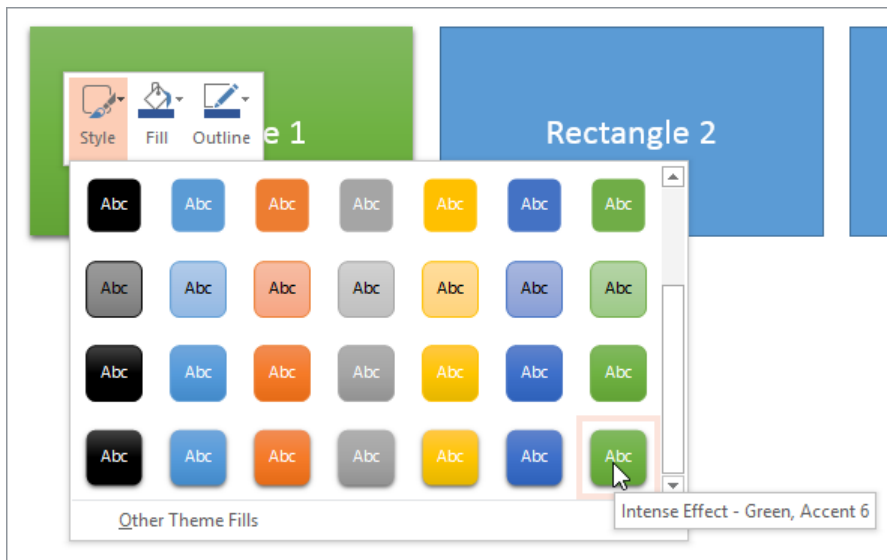 Style Fill Outline
e 1
Rectangle 2
Abc Abc Abc Abc Abc Abc Abc
Abc Abc Abc Abc Abc Abc Abc
Abc Abc Abc Abc Abc Abc Abc
Abc Abc Abc Abc Abc Abc Abc
Other Theme Fills
Intense Effect - Green, Accent 6